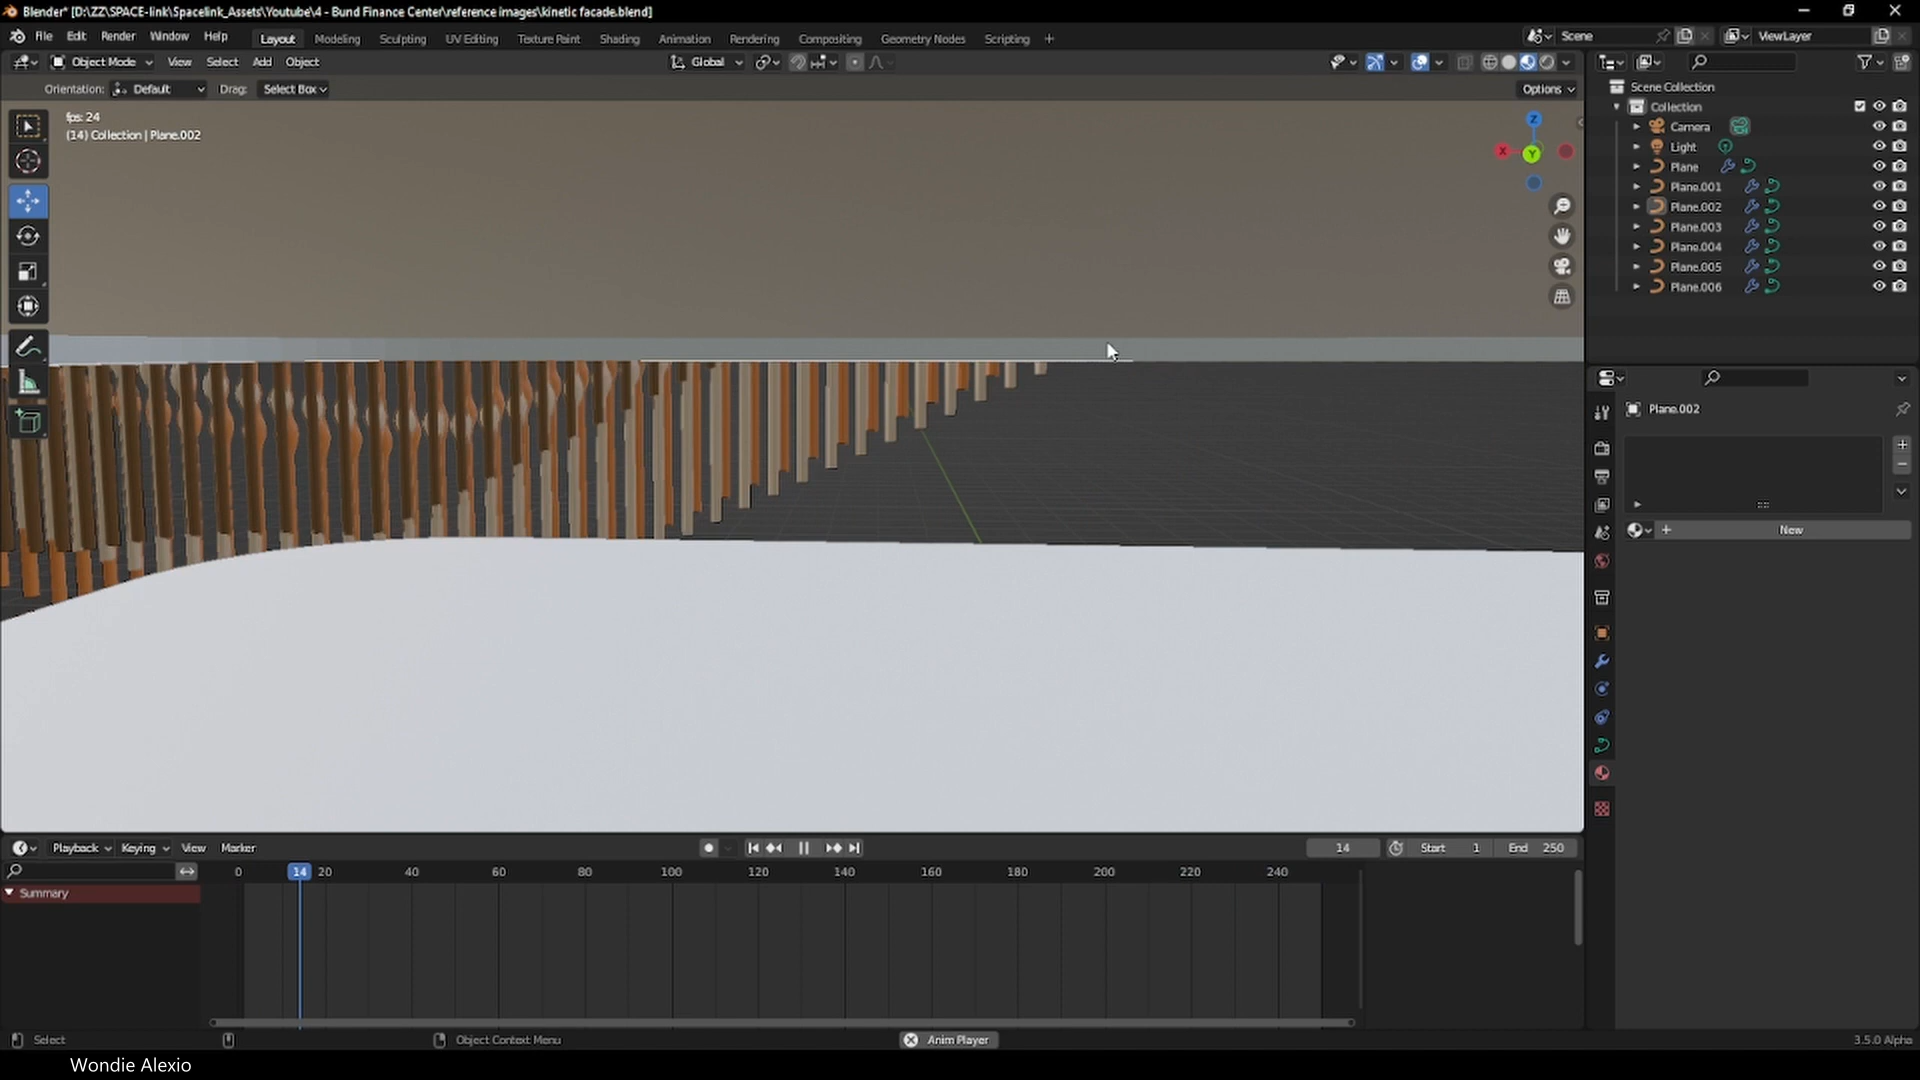 Blender* [D:\ZZ\SPACE-link\Spacelink_Assets\Youtube\4 - Bund Finance Center\reference images\kinetic facade.blend]
File Edit Render Window Help Layout Modeling Sculpting UV Editing Texture Paint Shading Animation Rendering Compositing Geometry Nodes Scripting + Scene ViewLayer
Object Mode View Select Add Object Global
Orientation: Default Drag: Select Box Options
fps: 24
(14) Collection | Plane.002
Z
X
Y
Scene Collection
Collection
Camera
Light
Plane
Plane.001
Plane.002
Plane.003
Plane.004
Plane.005
Plane.006
Plane.002
New
Playback Keying View Marker 14 Start 1 End 250
0 14 20 40 60 80 100 120 140 160 180 200 220 240
Summary
Select Object Context Menu Anim Player 3.5.0 Alpha
Wondie Alexio